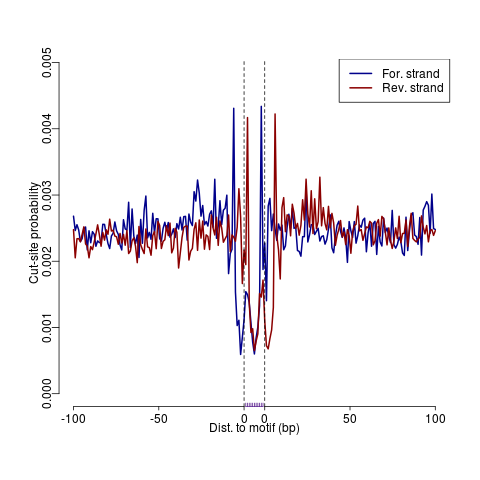 For. strand
Rev. strand
Cut-site probability
0.005
0.004
0.003
0.002
0.001
0.000
-100 -50 0 0 50 100
Dist. to motif (bp)